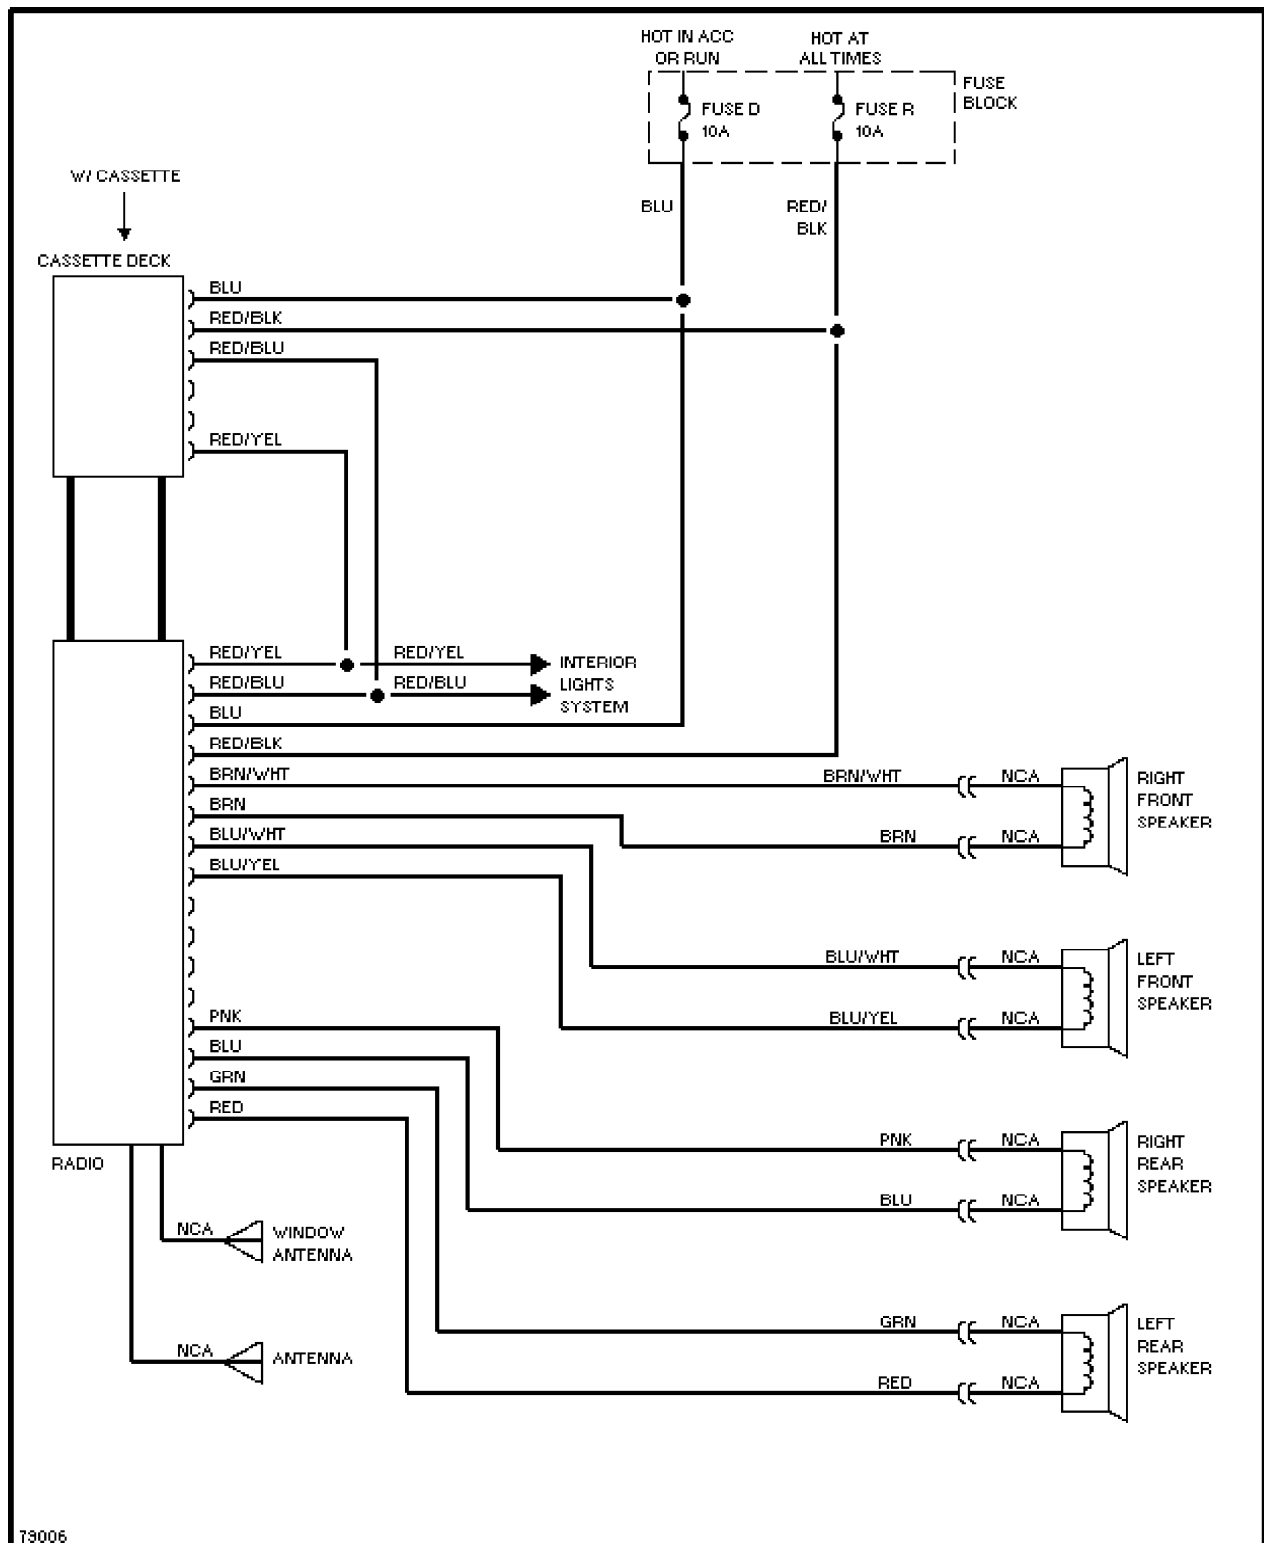 HOT IN ACC
OR RUN
HOT AT
ALL TIMES
FUSE
BLOCK
FUSE D
10A
FUSE R
10A
W/ CASSETTE
BLU
RED/
BLK
CASSETTE DECK
BLU
RED/BLK
RED/BLU
RED/YEL
RED/YEL
RED/YEL
INTERIOR
LIGHTS
SYSTEM
RED/BLU
RED/BLU
BLU
RED/BLK
BRN/WHT
BRN/WHT
NCA
RIGHT
FRONT
SPEAKER
BRN
BRN
NCA
BLU/WHT
BLU/YEL
BLU/WHT
NCA
LEFT
FRONT
SPEAKER
BLU/YEL
NCA
PNK
BLU
GRN
RED
PNK
NCA
RIGHT
REAR
SPEAKER
BLU
NCA
RADIO
NCA
WINDOW
ANTENNA
GRN
NCA
LEFT
REAR
SPEAKER
NCA
ANTENNA
RED
NCA
79006